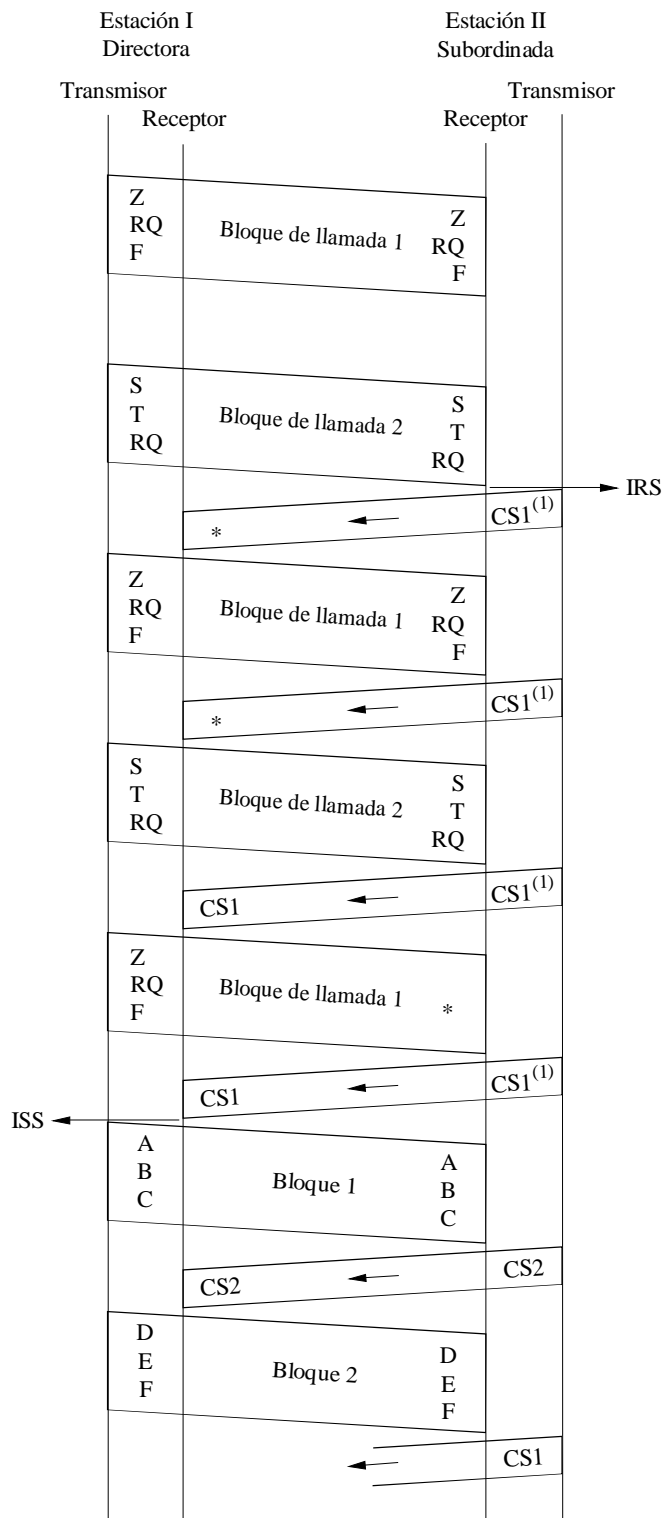 Estación I
Directora
Estación II
Subordinada
Transmisor
Receptor
Receptor
Transmisor
Z
RQ
F
Bloque de llamada 1
Z
RQ
F
S
T
RQ
Bloque de llamada 2
S
T
RQ
IRS
*
CS1(1)
Z
RQ
F
Bloque de llamada 1
Z
RQ
F
*
CS1(1)
S
T
RQ
Bloque de llamada 2
S
T
RQ
CS1
CS1(1)
Z
RQ
F
Bloque de llamada 1
*
CS1
CS1(1)
ISS
A
B
C
Bloque 1
A
B
C
CS2
CS2
D
E
F
Bloque 2
D
E
F
CS1